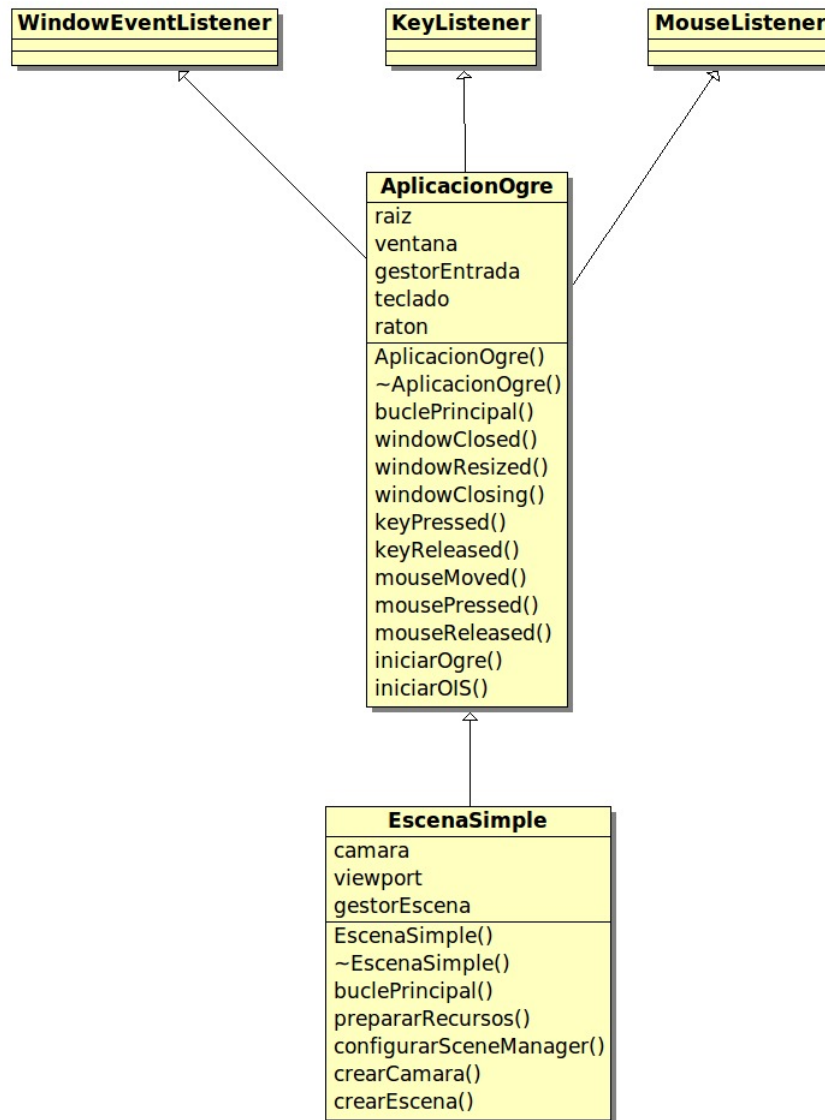 WindowEventListener
KeyListener
MouseListener
AplicacionOgre
raiz
ventana
gestorEntrada
teclado
raton
AplicacionOgre()
~AplicacionOgre()
buclePrincipal()
windowClosed()
windowResized()
windowClosing()
keyPressed()
keyReleased()
mouseMoved()
mousePressed()
mouseReleased()
iniciarOgre()
iniciarOIS()
EscenaSimple
camara
viewport
gestorEscena
EscenaSimple()
~EscenaSimple()
buclePrincipal()
prepararRecursos()
configurarSceneManager()
crearCamara()
crearEscena()